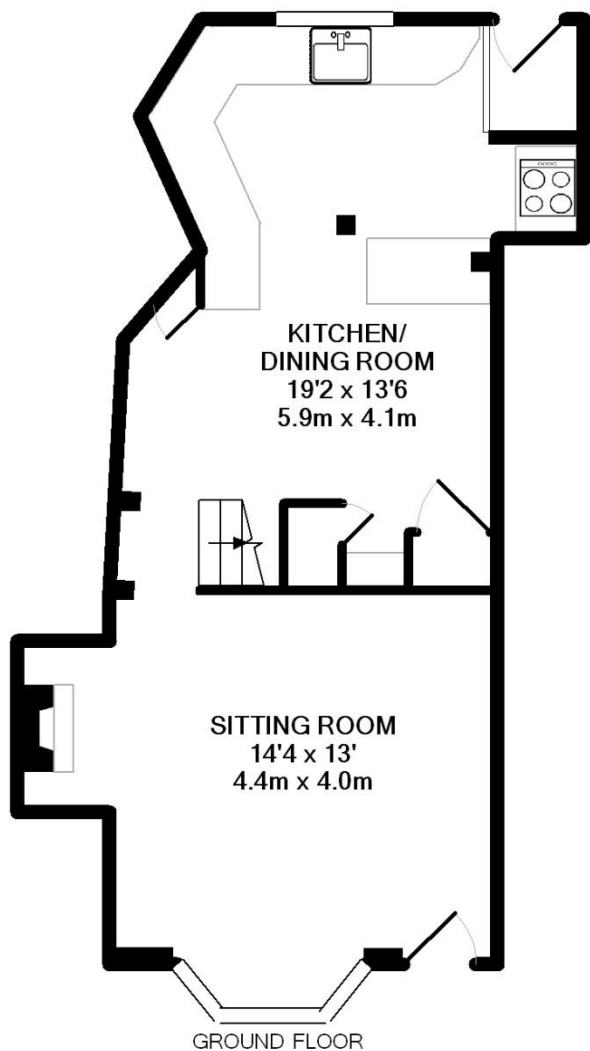 KITCHEN/
DINING ROOM
19'2 x 13'6
5.9m x 4.1m
SITTING ROOM
14'4 x 13'
4.4m x 4.0m
GROUND FLOOR